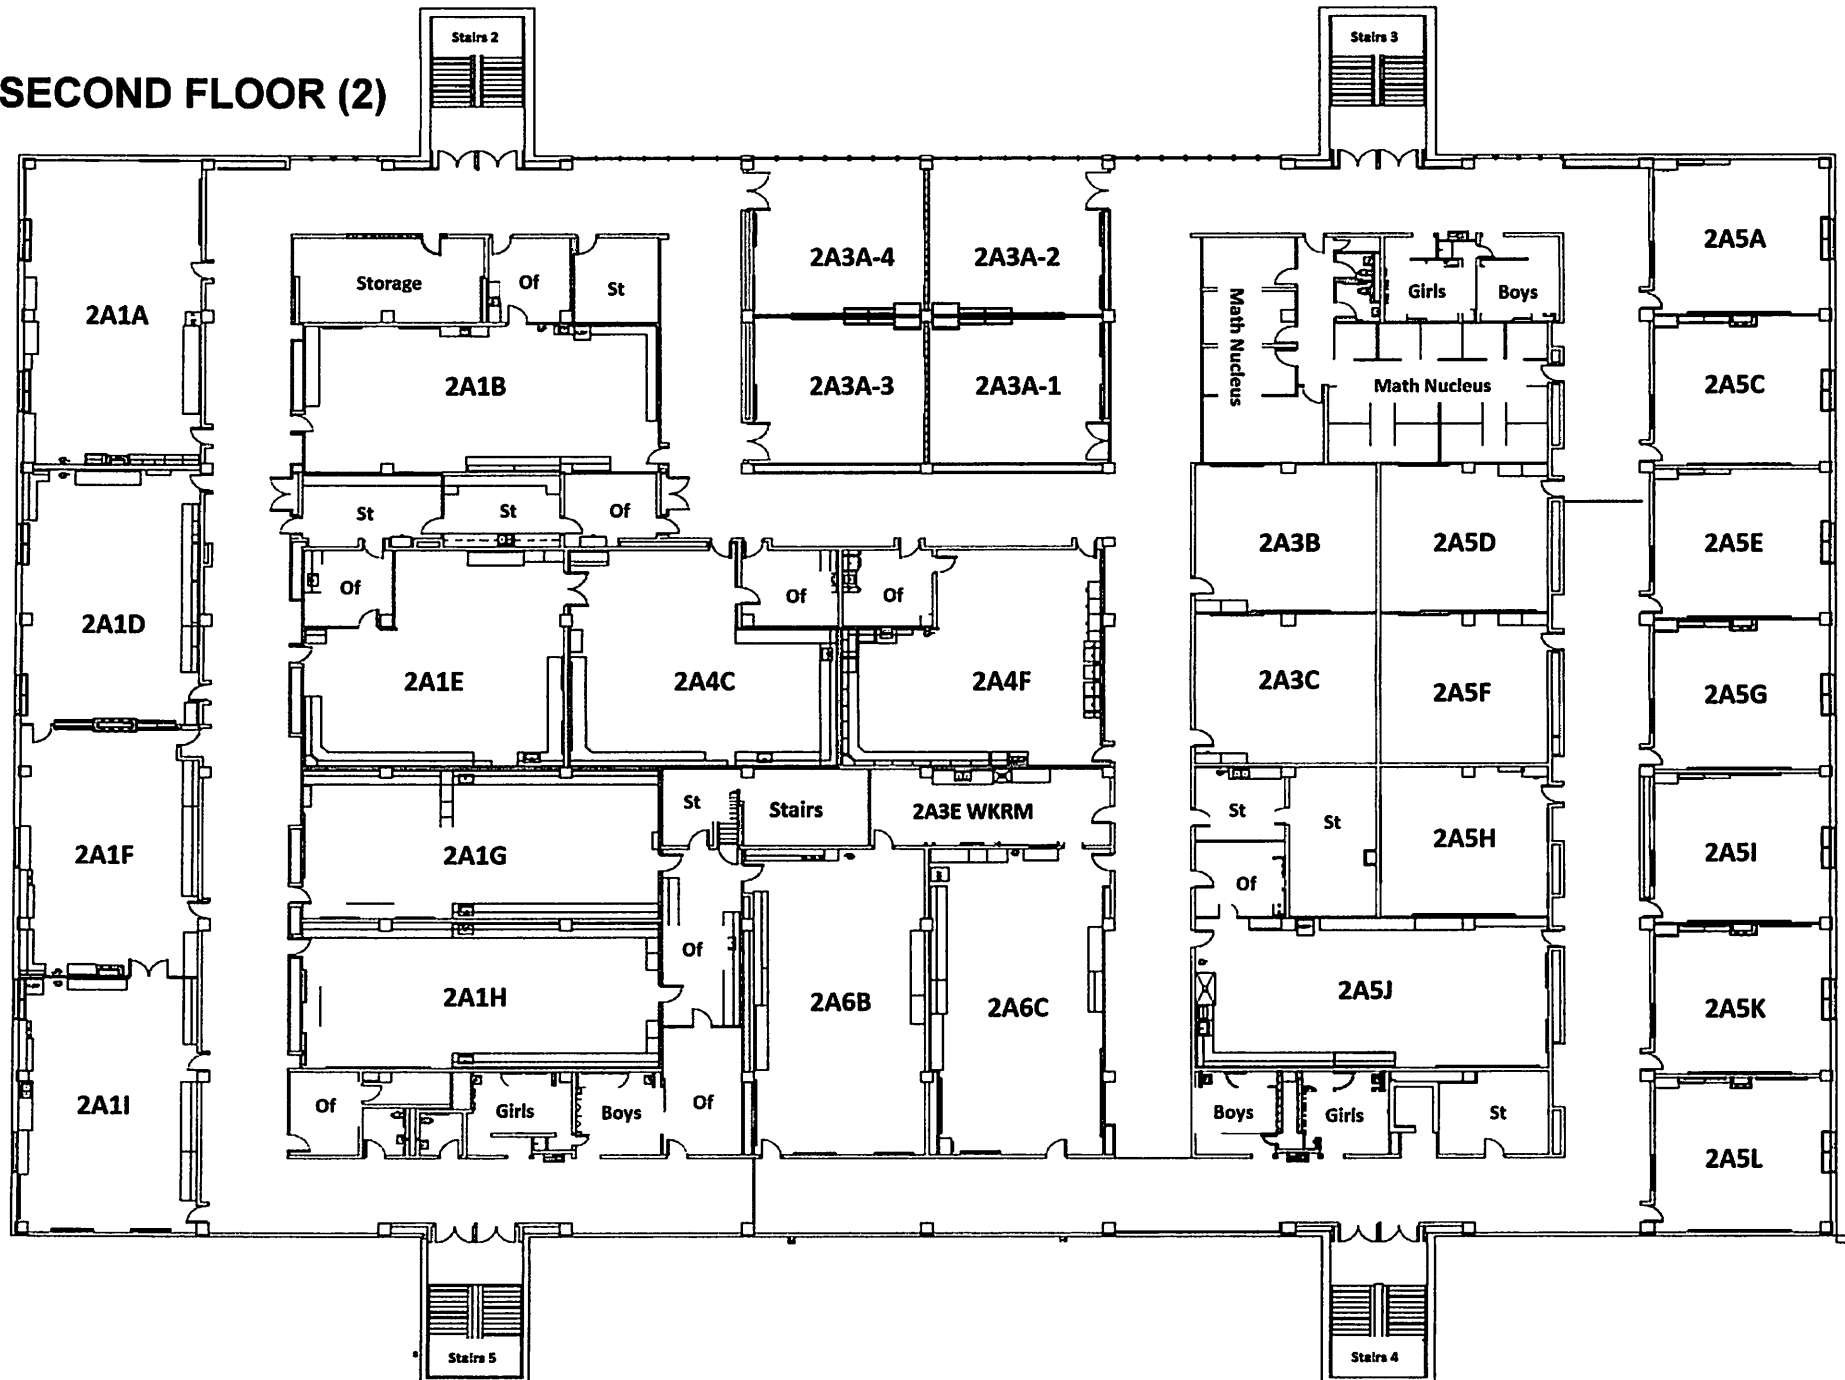 Stairs 2
Stairs 3
SECOND FLOOR (2)
2A1A
Storage
Of
St
2A3A-4
2A3A-2
Girls
Boys
2A5A
Math Nucleus
2A1B
2A3A-3
2A3A-1
Math Nucleus
2A5C
St
St
Of
2A3B
2A5D
2A5E
2A1D
Of
Of
Of
2A1E
2A4C
2A4F
2A3C
2A5F
2A5G
2A1F
2A1G
St
Stairs
2A3E WKRM
St
St
2A5H
2A5I
Of
2A1H
Of
2A6B
2A6C
2A5J
2A5K
2A1I
Of
Girls
Boys
Of
Boys
Girls
St
2A5L
Stairs 5
Stairs 4